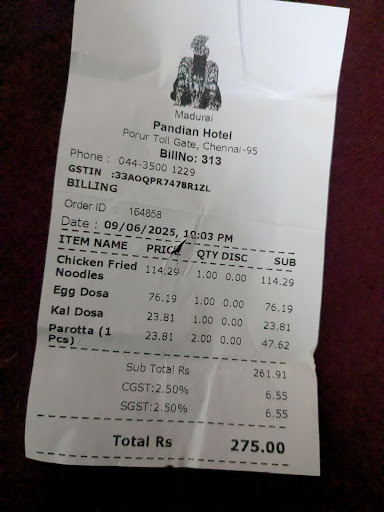 Madurai
Pandian Hotel
Porur Toll Gate, Chennai-95
BillNo: 313
Phone : 044-3500 1229
GSTIN :33AOQPR7478R1ZL
BILLING
Order ID : 164858
Date : 09/06/2025, 10:03 PM
ITEM NAME PRICE QTY DISC SUB
Chicken Fried Noodles 114.29 1.00 0.00 114.29
Egg Dosa 76.19 1.00 0.00 76.19
Kal Dosa 23.81 1.00 0.00 23.81
Parotta (1 Pcs) 23.81 2.00 0.00 47.62
Sub Total Rs 261.91
CGST:2.50% 6.55
SGST:2.50% 6.55
Total Rs 275.00